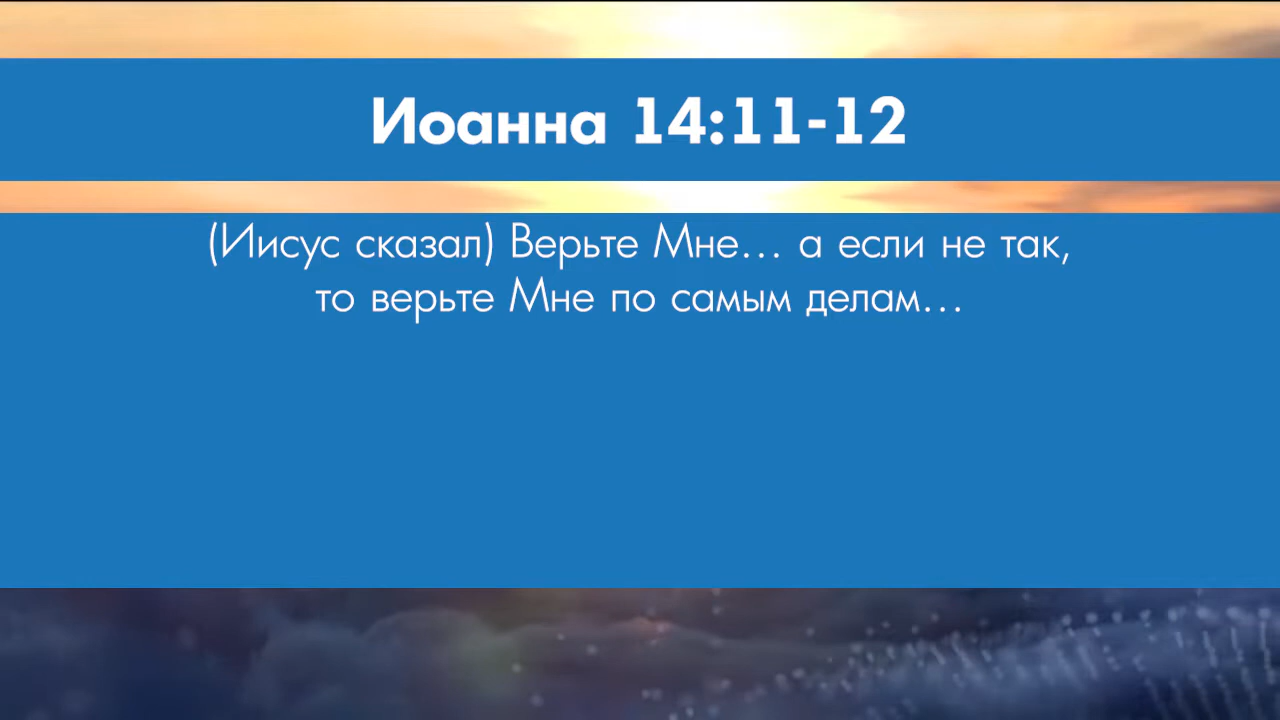 Иоанна 14:11-12
(Иисус сказал) Верьте Мне... а если не так,
то верьте Мне по самым делам...